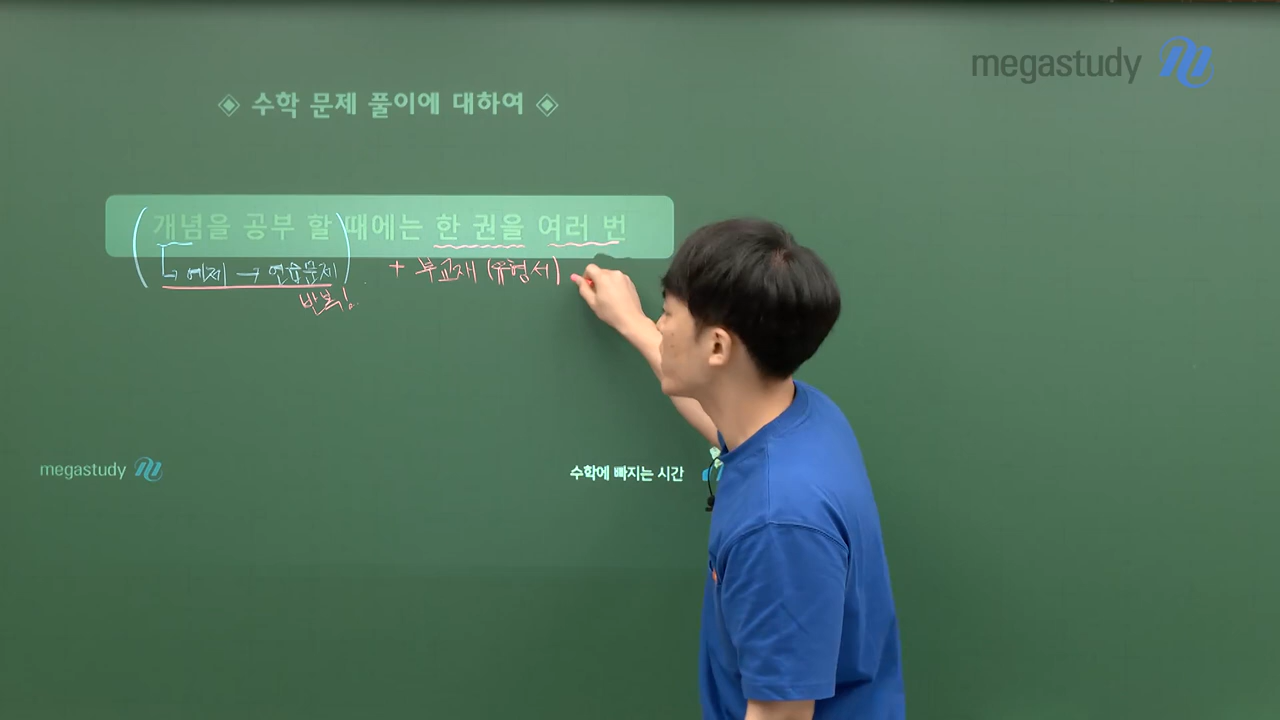 megastudy
◈ 수학 문제 풀이에 대하여 ◈
(개념을 공부 할) 때에는 한 권을 여러 번
→ 예제 → 연습문제
+ 부교재 (유형서)
반복!
megastudy
수학에 빠지는 시간